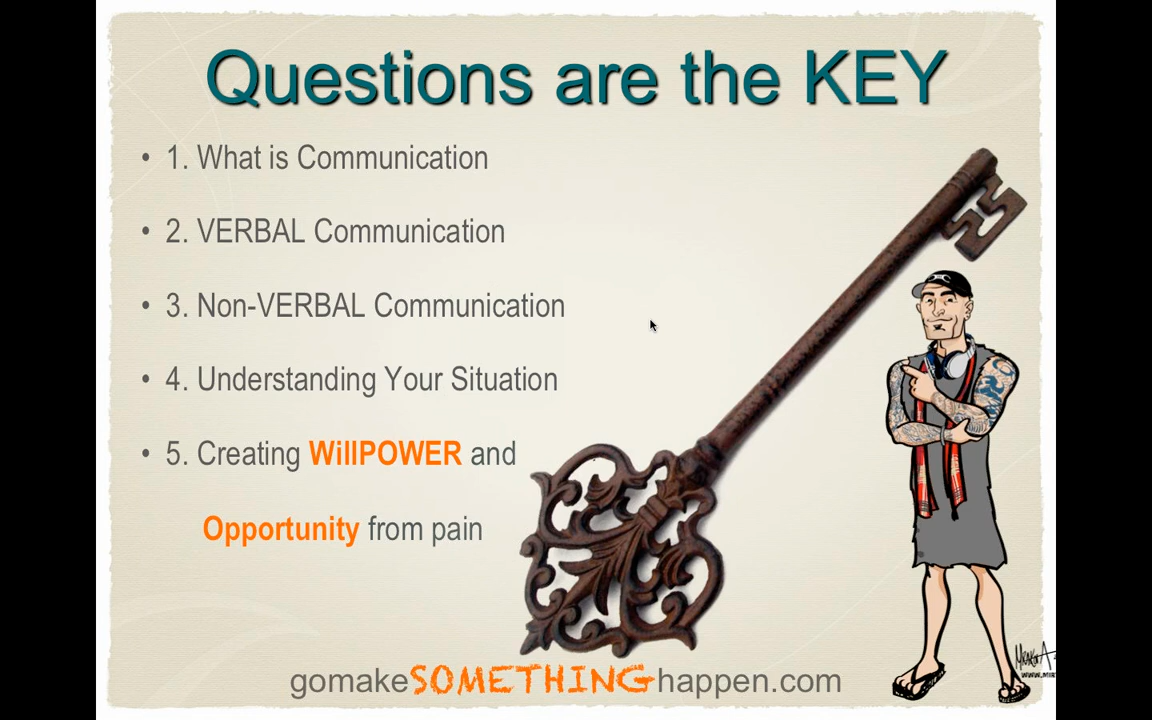 Questions are the KEY
• 1. What is Communication
• 2. VERBAL Communication
• 3. Non-VERBAL Communication
• 4. Understanding Your Situation
• 5. Creating WillPOWER and
Opportunity from pain
gomakeSOMETHINGhappen.com